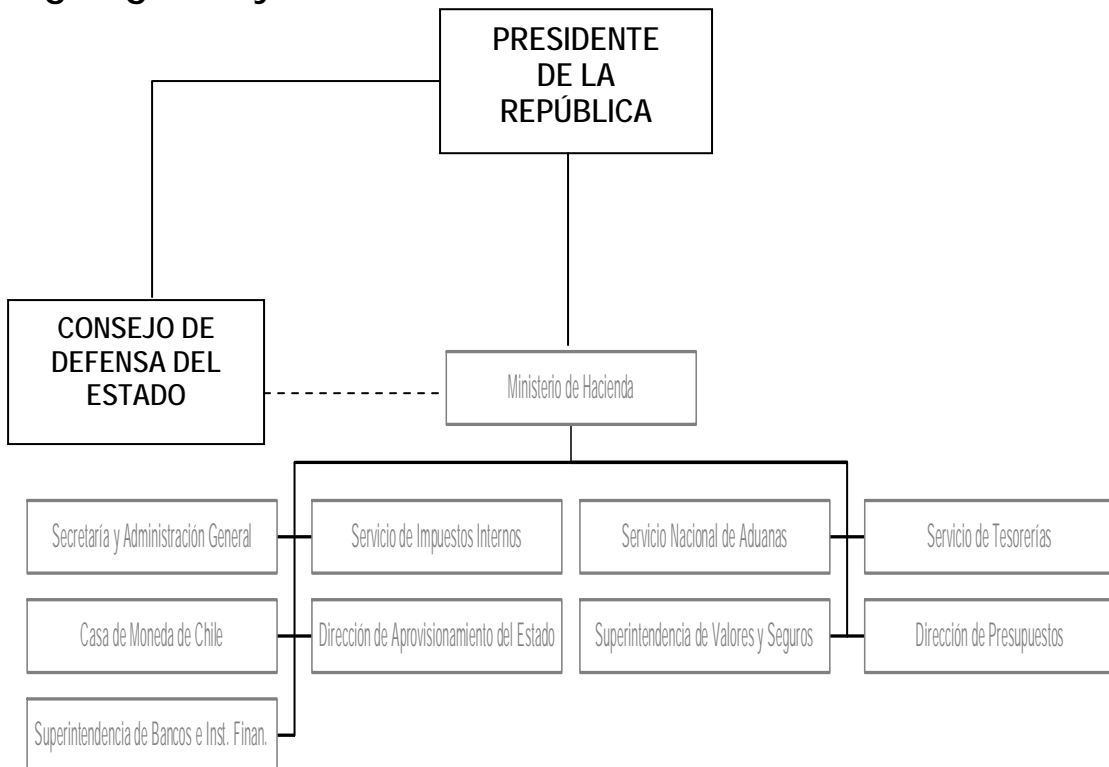 PRESIDENTE
DE LA
REPÚBLICA
CONSEJO DE
DEFENSA DEL
ESTADO
Ministerio de Hacienda
Secretaría y Administración General
Servicio de Impuestos Internos
Servicio Nacional de Aduanas
Servicio de Tesorerías
Casa de Moneda de Chile
Dirección de Aprovisionamiento del Estado
Superintendencia de Valores y Seguros
Dirección de Presupuestos
Superintendencia de Bancos e Inst. Finan.